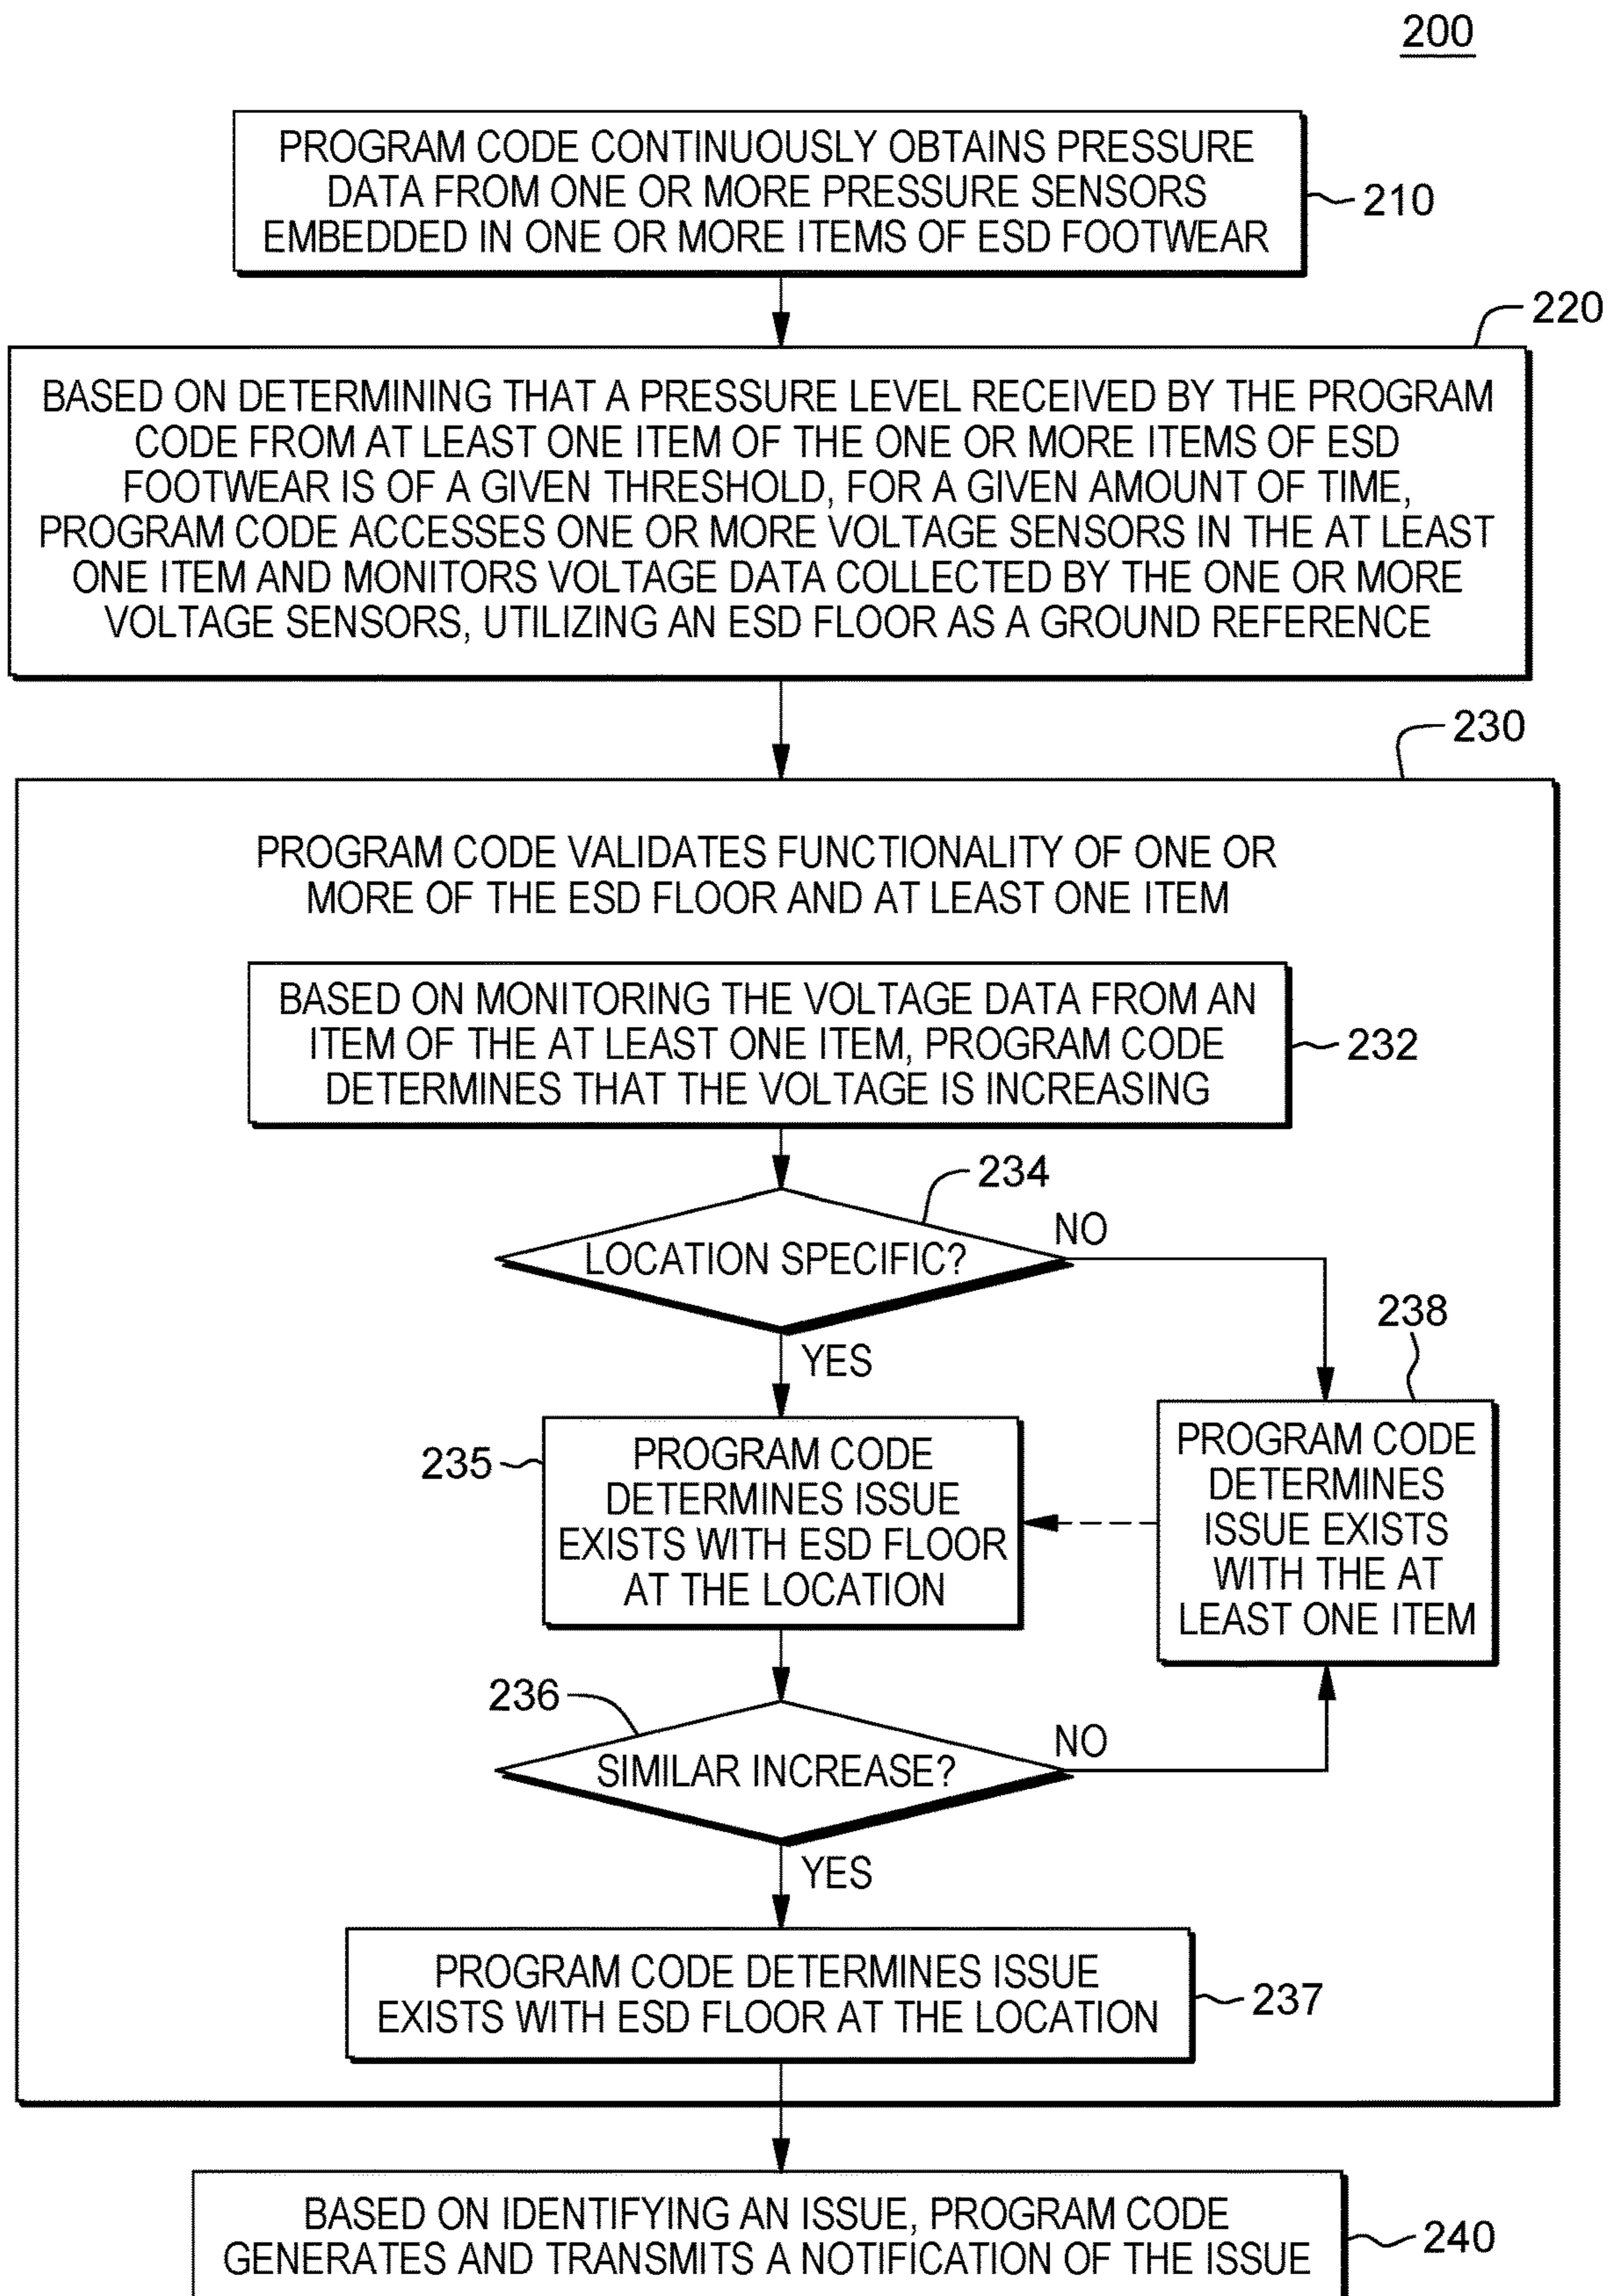 200
PROGRAM CODE CONTINUOUSLY OBTAINS PRESSURE
DATA FROM ONE OR MORE PRESSURE SENSORS
EMBEDDED IN ONE OR MORE ITEMS OF ESD FOOTWEAR
210
220
BASED ON DETERMINING THAT A PRESSURE LEVEL RECEIVED BY THE PROGRAM
CODE FROM AT LEAST ONE ITEM OF THE ONE OR MORE ITEMS OF ESD
FOOTWEAR IS OF A GIVEN THRESHOLD, FOR A GIVEN AMOUNT OF TIME,
PROGRAM CODE ACCESSES ONE OR MORE VOLTAGE SENSORS IN THE AT LEAST
ONE ITEM AND MONITORS VOLTAGE DATA COLLECTED BY THE ONE OR MORE
VOLTAGE SENSORS, UTILIZING AN ESD FLOOR AS A GROUND REFERENCE
230
PROGRAM CODE VALIDATES FUNCTIONALITY OF ONE OR
MORE OF THE ESD FLOOR AND AT LEAST ONE ITEM
BASED ON MONITORING THE VOLTAGE DATA FROM AN
ITEM OF THE AT LEAST ONE ITEM, PROGRAM CODE
DETERMINES THAT THE VOLTAGE IS INCREASING
232
234
LOCATION SPECIFIC?
NO
YES
238
235
PROGRAM CODE
DETERMINES ISSUE
EXISTS WITH ESD FLOOR
AT THE LOCATION
PROGRAM CODE
DETERMINES
ISSUE EXISTS
WITH THE AT
LEAST ONE ITEM
236
SIMILAR INCREASE?
NO
YES
PROGRAM CODE DETERMINES ISSUE
EXISTS WITH ESD FLOOR AT THE LOCATION
237
BASED ON IDENTIFYING AN ISSUE, PROGRAM CODE
GENERATES AND TRANSMITS A NOTIFICATION OF THE ISSUE
240